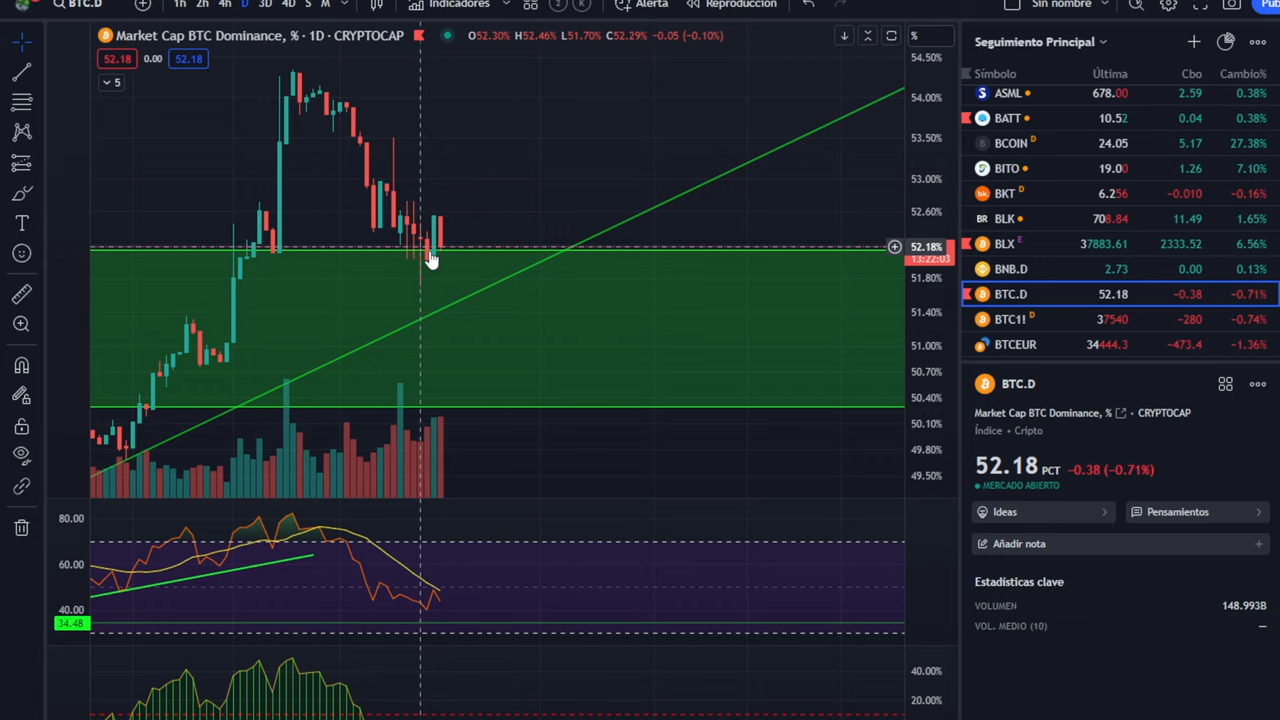 BTC.D
1h 2h 4h D 3D 4D S M
Indicadores
2 K
Alerta
Reproducción
Sin nombre
Market Cap BTC Dominance, % · 1D · CRYPTOCAP
O52.30% H52.46% L51.70% C52.29% -0.05 (-0.10%)
52.18 0.00 52.18
5
%
54.50%
54.00%
53.50%
53.00%
52.60%
52.18%
13:22:03
51.80%
51.40%
51.00%
50.70%
50.40%
50.10%
49.80%
49.50%
80.00
60.00
40.00
34.48
40.00%
20.00%
Seguimiento Principal
Símbolo Última Cbo Cambio%
ASML 678.00 2.59 0.38%
BATT 10.52 0.04 0.38%
BCOIN D 24.05 5.17 27.38%
BITO 19.00 1.26 7.10%
BKT D 6.256 -0.010 -0.16%
BR BLK 708.84 11.49 1.65%
BLX E 37883.61 2333.52 6.56%
BNB.D 2.73 0.00 0.13%
BTC.D 52.18 -0.38 -0.71%
BTC1! D 37540 -280 -0.74%
BTCEUR 34444.3 -473.4 -1.36%
BTC.D
Market Cap BTC Dominance, % • CRYPTOCAP
Índice • Cripto
52.18 PCT -0.38 (-0.71%)
MERCADO ABIERTO
Ideas
Pensamientos
Añadir nota
Estadísticas clave
VOLUMEN 148.993B
VOL. MEDIO (10) —